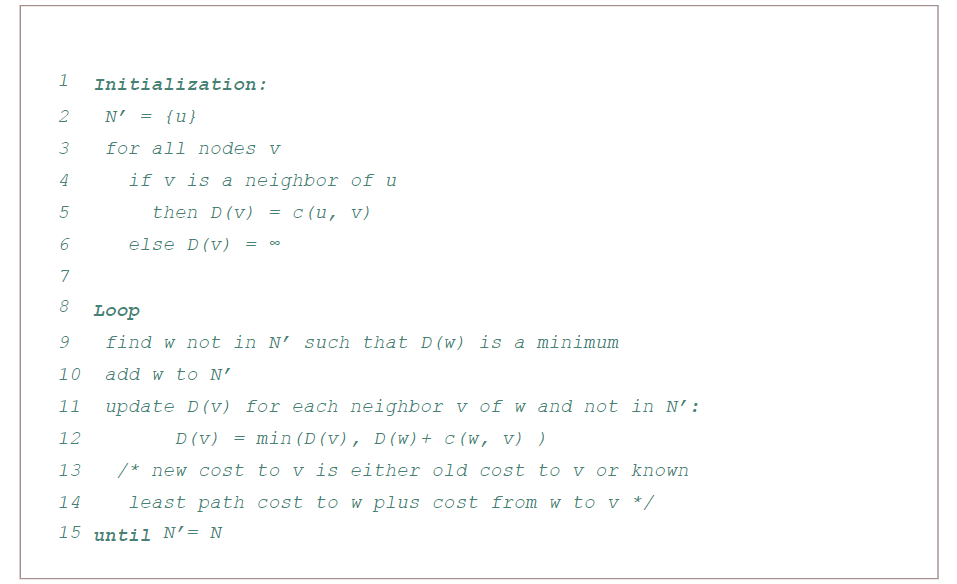 1 Initialization:
2 N′ = {u}
3 for all nodes v
4 if v is a neighbor of u
5 then D(v) = c(u, v)
6 else D(v) = ∞
7
8 Loop
9 find w not in N′ such that D(w) is a minimum
10 add w to N′
11 update D(v) for each neighbor v of w and not in N′:
12 D(v) = min(D(v), D(w)+ c(w, v) )
13 /* new cost to v is either old cost to v or known
14 least path cost to w plus cost from w to v */
15 until N′= N